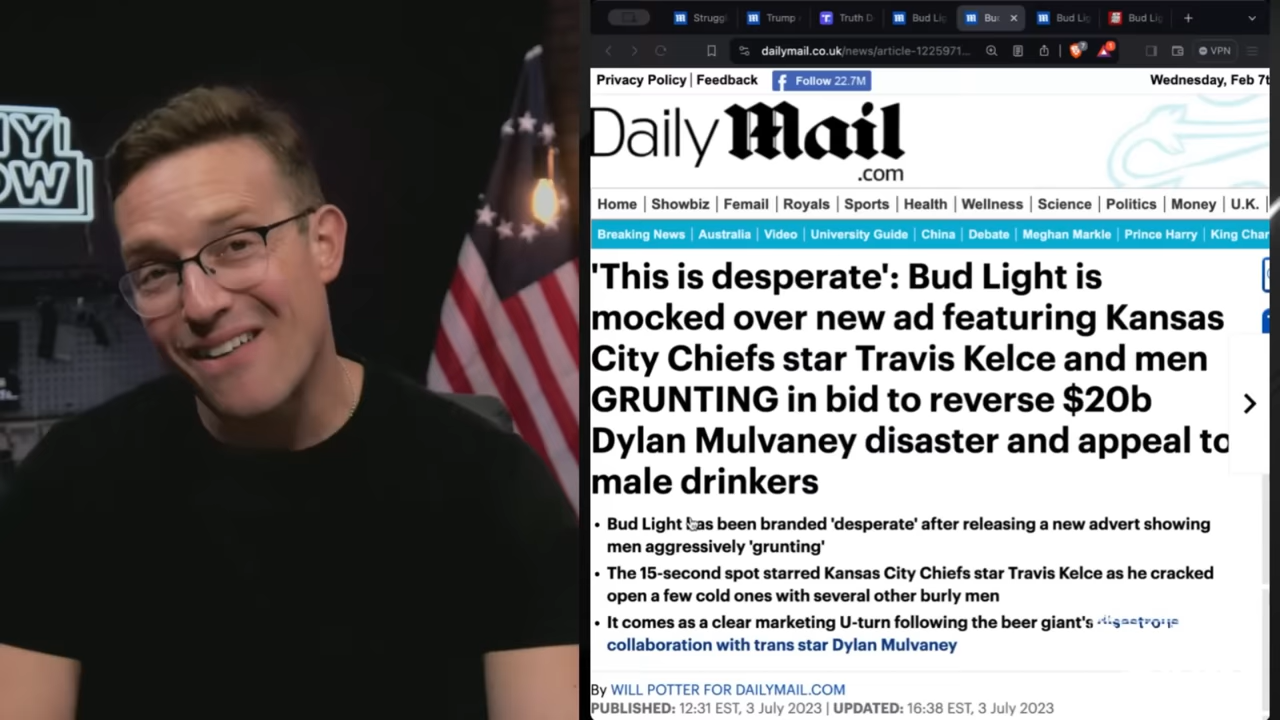 Struggl
Trump
Truth D
Bud Lig
Bu
Bud Lig
Bud Lig
dailymail.co.uk/news/article-1225971...
VPN
Privacy Policy | Feedback
Follow 22.7M
Wednesday, Feb 7t
Daily Mail
.com
Home | Showbiz | Femail | Royals | Sports | Health | Wellness | Science | Politics | Money | U.K.
Breaking News | Australia | Video | University Guide | China | Debate | Meghan Markle | Prince Harry | King Char
'This is desperate': Bud Light is
mocked over new ad featuring Kansas
City Chiefs star Travis Kelce and men
GRUNTING in bid to reverse $20b
Dylan Mulvaney disaster and appeal to
male drinkers
• Bud Light has been branded 'desperate' after releasing a new advert showing
men aggressively 'grunting'
• The 15-second spot starred Kansas City Chiefs star Travis Kelce as he cracked
open a few cold ones with several other burly men
• It comes as a clear marketing U-turn following the beer giant's disastrous
collaboration with trans star Dylan Mulvaney
By WILL POTTER FOR DAILYMAIL.COM
PUBLISHED: 12:31 EST, 3 July 2023 | UPDATED: 16:38 EST, 3 July 2023